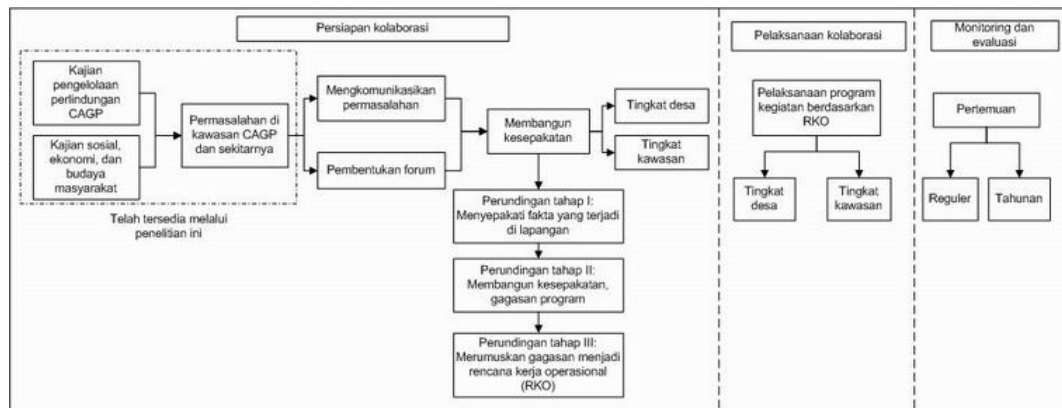 Persiapan kolaborasi
Kajian
pengelolaan
perlindungan
CAGP
Kajian sosial,
ekonomi, dan
budaya
masyarakat
Permasalahan di
kawasan CAGP
dan sekitarnya
Telah tersedia melalui
penelitian ini
Mengkomunikasikan
permasalahan
Pembentukan forum
Membangun
kesepakatan
Tingkat desa
Tingkat
kawasan
Perundingan tahap I:
Menyepakati fakta yang terjadi
di lapangan
Perundingan tahap II:
Membangun kesepakatan,
gagasan program
Perundingan tahap III:
Merumuskan gagasan menjadi
rencana kerja operasional
(RKO)
Pelaksanaan kolaborasi
Pelaksanaan program
kegiatan berdasarkan
RKO
Tingkat
desa
Tingkat
kawasan
Monitoring dan
evaluasi
Pertemuan
Reguler
Tahunan